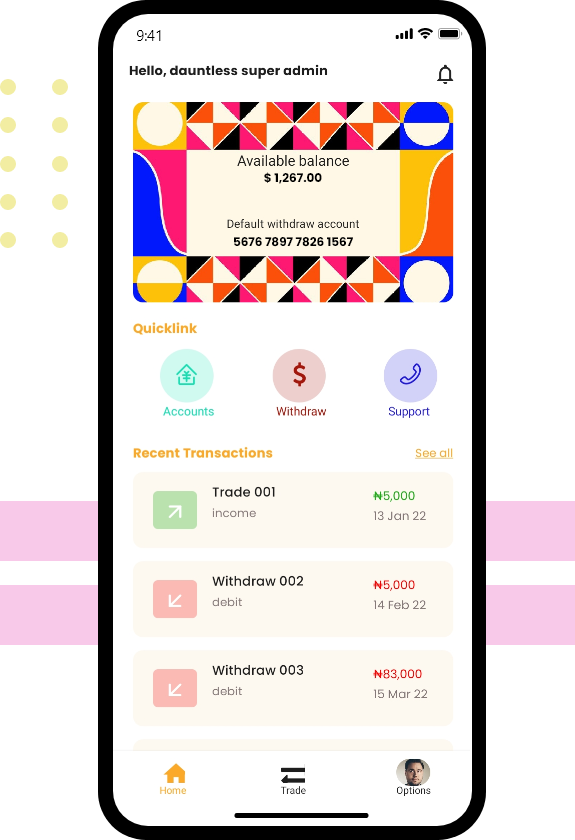 9:41
Hello, dauntless super admin
Available balance
$ 1,267.00
Default withdraw account
5676 7897 7826 1567
Quicklink
Accounts
Withdraw
Support
Recent Transactions
See all
Trade 001
₦5,000
income
13 Jan 22
Withdraw 002
₦5,000
debit
14 Feb 22
Withdraw 003
₦83,000
debit
15 Mar 22
Home
Trade
Options